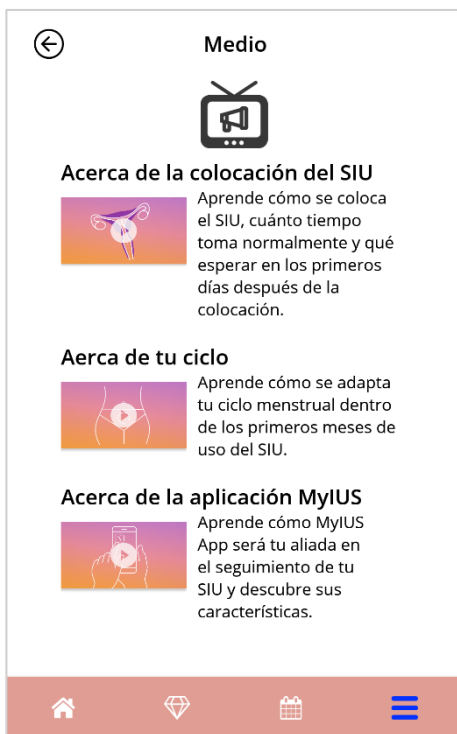 Medio
Acerca de la colocación del SIU
Aprende cómo se coloca
el SIU, cuánto tiempo
toma normalmente y qué
esperar en los primeros
días después de la
colocación.
Aerca de tu ciclo
Aprende cómo se adapta
tu ciclo menstrual dentro
de los primeros meses de
uso del SIU.
Acerca de la aplicación MyIUS
Aprende cómo MyIUS
App será tu aliada en
el seguimiento de tu
SIU y descubre sus
características.